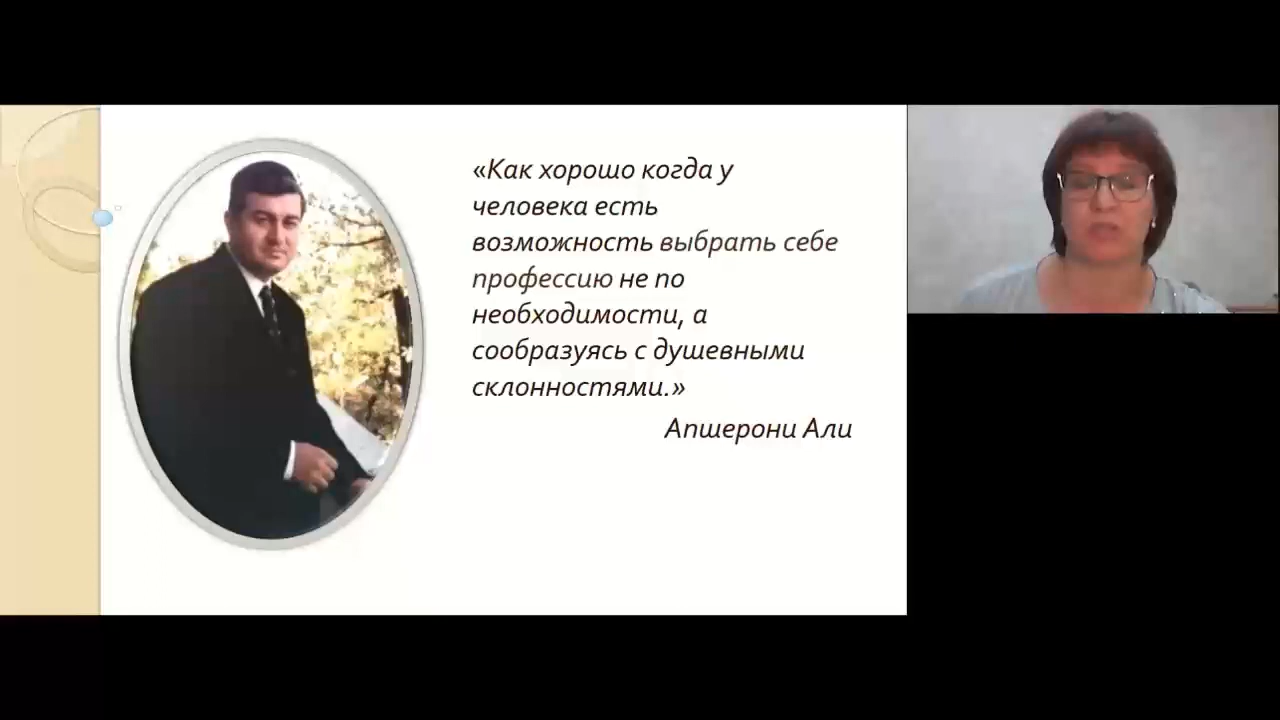 «Как хорошо когда у
человека есть
возможность выбрать себе
профессию не по
необходимости, а
сообразуясь с душевными
склонностями.»
Апшерони Али